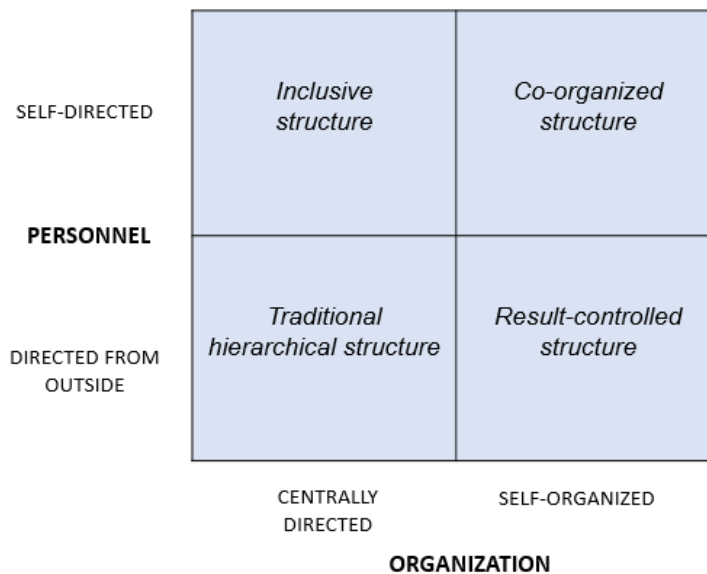 Inclusive
structure
Co-organized
structure
SELF-DIRECTED
PERSONNEL
Traditional
hierarchical structure
Result-controlled
structure
DIRECTED FROM
OUTSIDE
CENTRALLY
DIRECTED
SELF-ORGANIZED
ORGANIZATION